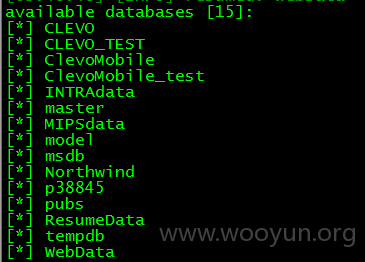 available databases [15]:
[*] CLEVO
[*] CLEVO_TEST
[*] ClevoMobile
[*] ClevoMobile_test
[*] INTRAdata
[*] master
[*] MIPSdata
[*] model
[*] msdb
[*] Northwind
[*] p38845
[*] pubs
[*] ResumeData
[*] tempdb
[*] WebData
www.wooyun.org